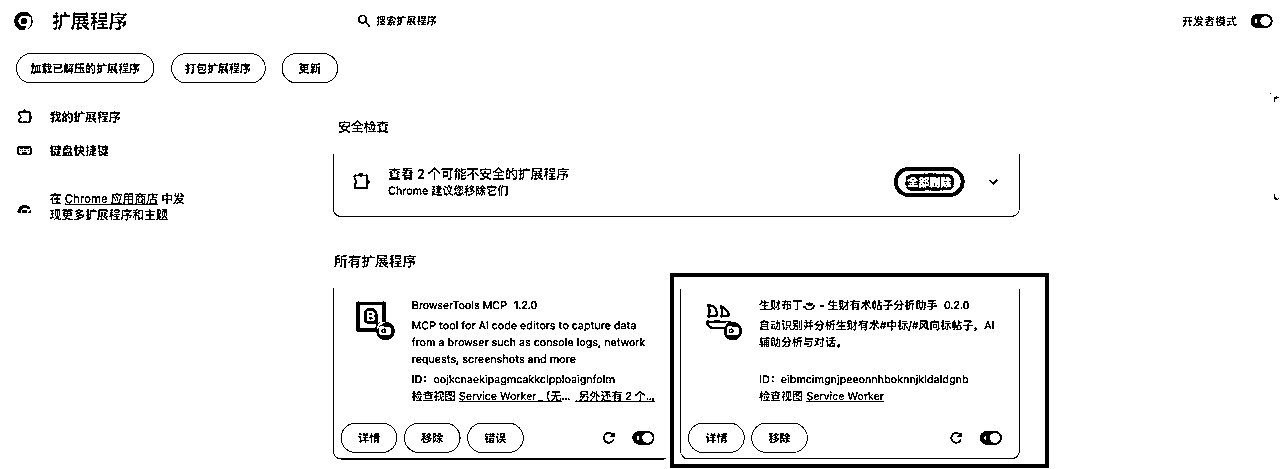 扩展程序
搜索扩展程序
开发者模式
加载已解压的扩展程序
打包扩展程序
更新
我的扩展程序
键盘快捷键
在 Chrome 应用商店 中发
现更多扩展程序和主题
安全检查
查看 2 个可能不安全的扩展程序
Chrome 建议您移除它们
全部删除
所有扩展程序
BrowserTools MCP 1.2.0
MCP tool for AI code editors to capture data
from a browser such as console logs, network
requests, screenshots and more
ID：oojkcnaekipagmcakkclpploaignfolm
检查视图 Service Worker （无... 另外还有 2 个...
详情
移除
错误
生财布丁🍮 - 生财有术帖子分析助手 0.2.0
自动识别并分析生财有术#中标/#风向标帖子，AI
辅助分析与对话。
ID：eibmcimgnjpeeonnhboknnjkldaldgnb
检查视图 Service Worker
详情
移除